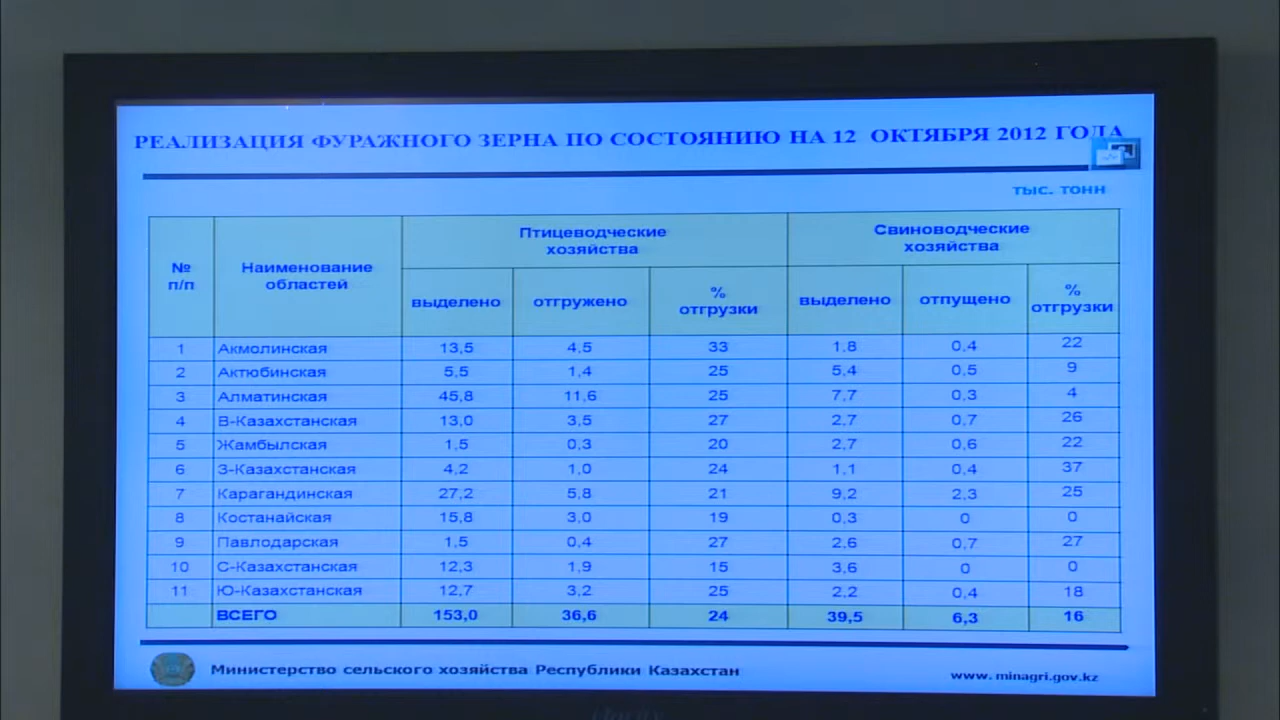 РЕАЛИЗАЦИЯ ФУРАЖНОГО ЗЕРНА ПО СОСТОЯНИЮ НА 12 ОКТЯБРЯ 2012 ГОДА
тыс. тонн
№ п/п
Наименование областей
Птицеводческие хозяйства
Свиноводческие хозяйства
выделено отгружено % отгрузки выделено отпущено % отгрузки
1 Акмолинская 13,5 4,5 33 1,8 0,4 22
2 Актюбинская 5,5 1,4 25 5,4 0,5 9
3 Алматинская 45,8 11,6 25 7,7 0,3 4
4 В-Казахстанская 13,0 3,5 27 2,7 0,7 26
5 Жамбылская 1,5 0,3 20 2,7 0,6 22
6 З-Казахстанская 4,2 1,0 24 1,1 0,4 37
7 Карагандинская 27,2 5,8 21 9,2 2,3 25
8 Костанайская 15,8 3,0 19 0,3 0 0
9 Павлодарская 1,5 0,4 27 2,6 0,7 27
10 С-Казахстанская 12,3 1,9 15 3,6 0 0
11 Ю-Казахстанская 12,7 3,2 25 2,2 0,4 18
ВСЕГО 153,0 36,6 24 39,5 6,3 16
Министерство сельского хозяйства Республики Казахстан
www. minagri.gov.kz